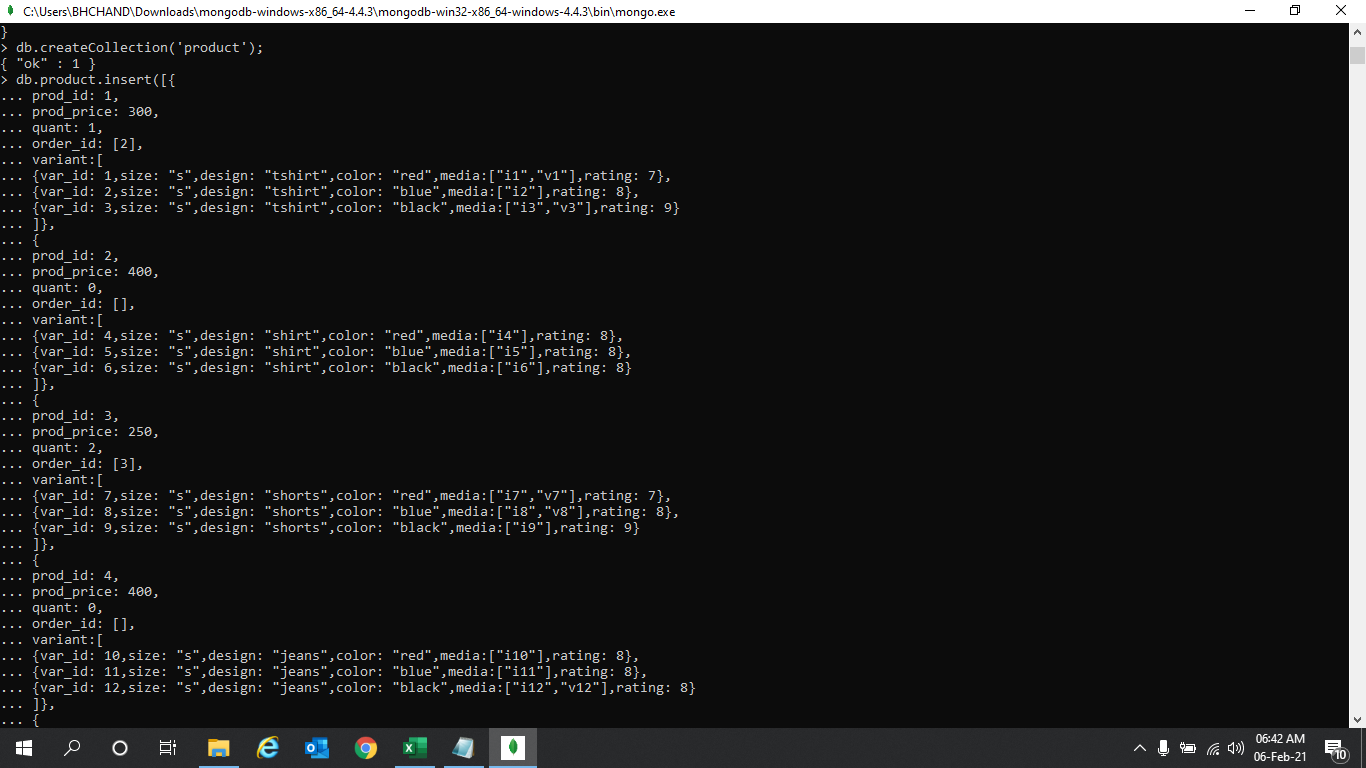 C:\Users\BHCHAND\Downloads\mongodb-windows-x86_64-4.4.3\mongodb-win32-x86_64-windows-4.4.3\bin\mongo.exe
}
> db.createCollection('product');
{ "ok" : 1 }
> db.product.insert([{
... prod_id: 1,
... prod_price: 300,
... quant: 1,
... order_id: [2],
... variant:[
... {var_id: 1,size: "s",design: "tshirt",color: "red",media:["i1","v1"],rating: 7},
... {var_id: 2,size: "s",design: "tshirt",color: "blue",media:["i2"],rating: 8},
... {var_id: 3,size: "s",design: "tshirt",color: "black",media:["i3","v3"],rating: 9}
... ]},
... {
... prod_id: 2,
... prod_price: 400,
... quant: 0,
... order_id: [],
... variant:[
... {var_id: 4,size: "s",design: "shirt",color: "red",media:["i4"],rating: 8},
... {var_id: 5,size: "s",design: "shirt",color: "blue",media:["i5"],rating: 8},
... {var_id: 6,size: "s",design: "shirt",color: "black",media:["i6"],rating: 8}
... ]},
... {
... prod_id: 3,
... prod_price: 250,
... quant: 2,
... order_id: [3],
... variant:[
... {var_id: 7,size: "s",design: "shorts",color: "red",media:["i7","v7"],rating: 7},
... {var_id: 8,size: "s",design: "shorts",color: "blue",media:["i8","v8"],rating: 8},
... {var_id: 9,size: "s",design: "shorts",color: "black",media:["i9"],rating: 9}
... ]},
... {
... prod_id: 4,
... prod_price: 400,
... quant: 0,
... order_id: [],
... variant:[
... {var_id: 10,size: "s",design: "jeans",color: "red",media:["i10"],rating: 8},
... {var_id: 11,size: "s",design: "jeans",color: "blue",media:["i11"],rating: 8},
... {var_id: 12,size: "s",design: "jeans",color: "black",media:["i12","v12"],rating: 8}
... ]},
... {
06:42 AM
06-Feb-21
10